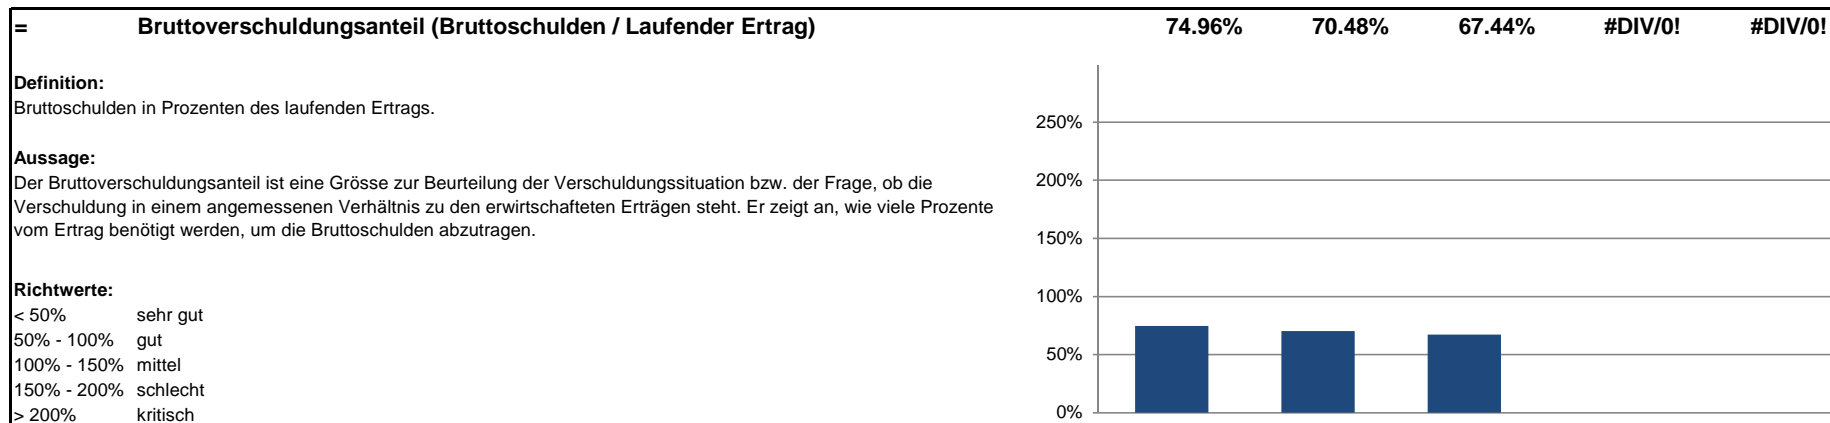 = Bruttoverschuldungsanteil (Bruttoschulden / Laufender Ertrag) 74.96% 70.48% 67.44% #DIV/0! #DIV/0!
Definition:
Bruttoschulden in Prozenten des laufenden Ertrags.
Aussage:
Der Bruttoverschuldungsanteil ist eine Grösse zur Beurteilung der Verschuldungssituation bzw. der Frage, ob die
Verschuldung in einem angemessenen Verhältnis zu den erwirtschafteten Erträgen steht. Er zeigt an, wie viele Prozente
vom Ertrag benötigt werden, um die Bruttoschulden abzutragen.
Richtwerte:
< 50% sehr gut
50% - 100% gut
100% - 150% mittel
150% - 200% schlecht
> 200% kritisch
250%
200%
150%
100%
50%
0%